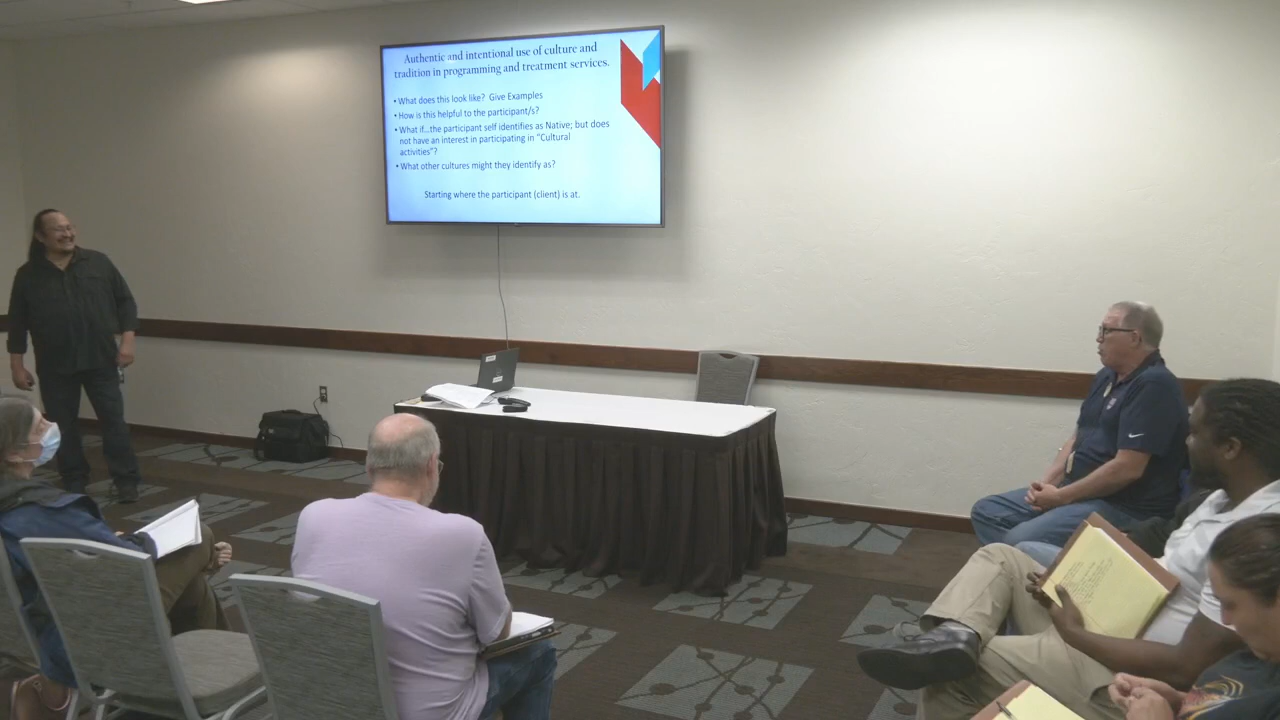 Authentic and intentional use of culture and
tradition in programming and treatment services.
• What does this look like?  Give Examples
• How is this helpful to the participant/s?
• What if...the participant self identifies as Native; but does
not have an interest in participating in “Cultural
activities”?
• What other cultures might they identify as?
Starting where the participant (client) is at.